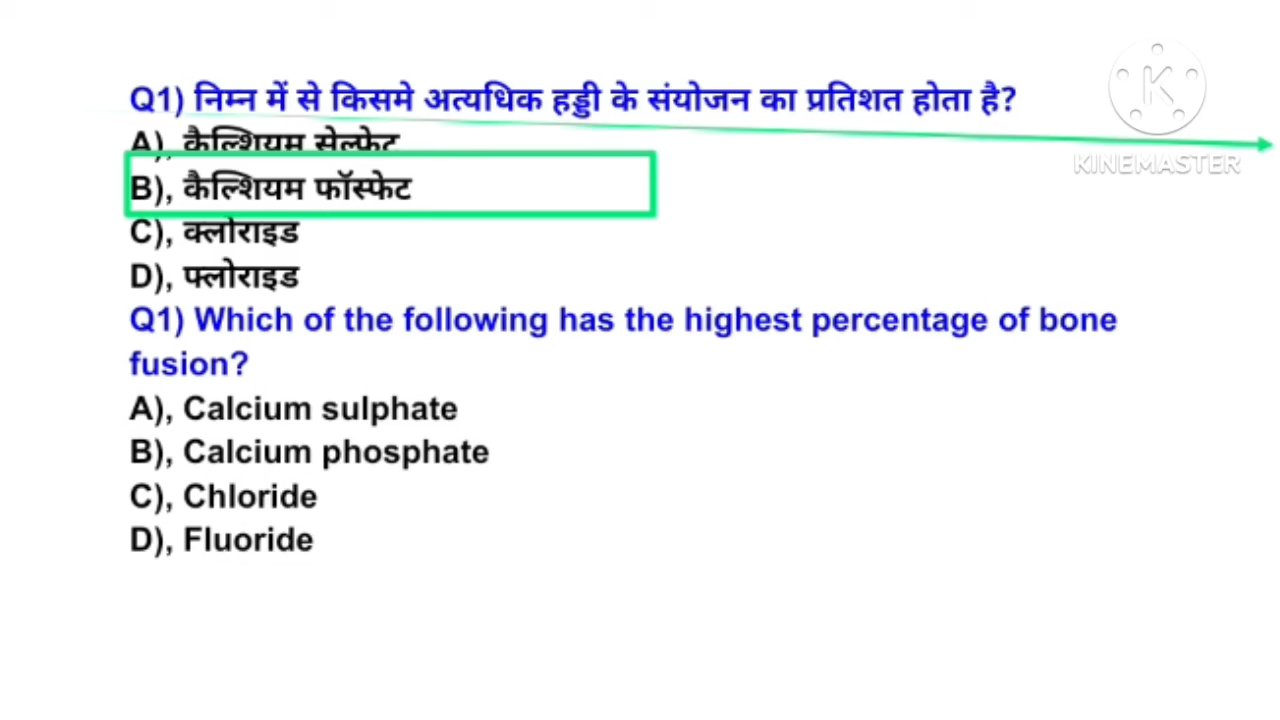 Q1) निम्न में से किसमे अत्यधिक हड्डी के संयोजन का प्रतिशत होता है?
A), कैल्शियम सेल्फेट
B), कैल्शियम फॉस्फेट
C), क्लोराइड
D), फ्लोराइड
Q1) Which of the following has the highest percentage of bone
fusion?
A), Calcium sulphate
B), Calcium phosphate
C), Chloride
D), Fluoride
K
KINEMASTER